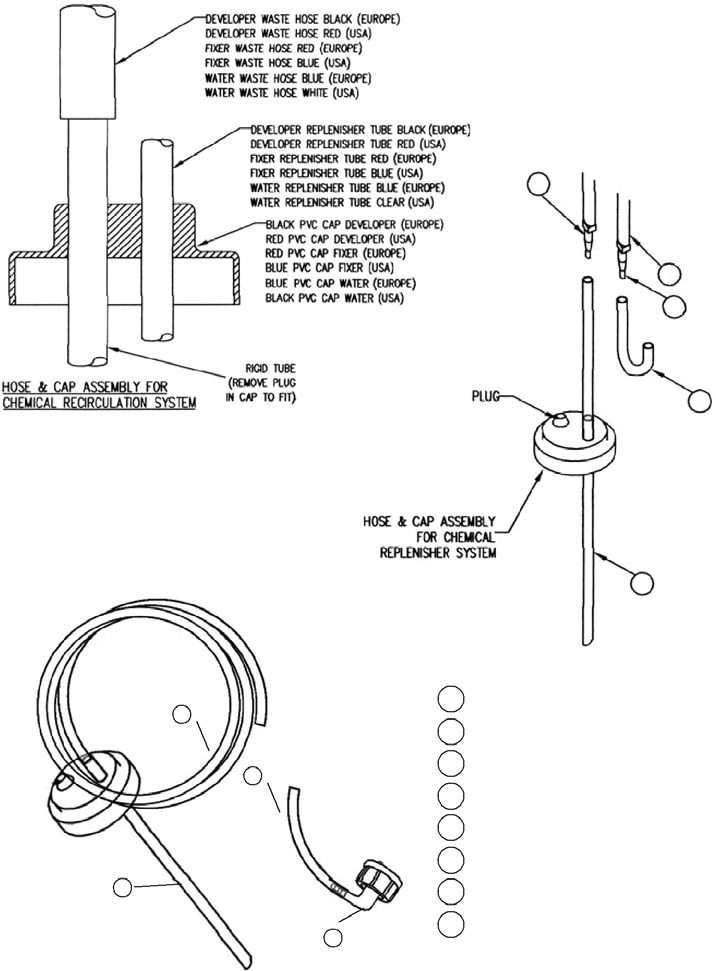 DEVELOPER WASTE HOSE BLACK (EUROPE)
DEVELOPER WASTE HOSE RED (USA)
FIXER WASTE HOSE RED (EUROPE)
FIXER WASTE HOSE BLUE (USA)
WATER WASTE HOSE BLUE (EUROPE)
WATER WASTE HOSE WHITE (USA)
DEVELOPER REPLENISHER TUBE BLACK (EUROPE)
DEVELOPER REPLENISHER TUBE RED (USA)
FIXER REPLENISHER TUBE RED (EUROPE)
FIXER REPLENISHER TUBE BLUE (USA)
WATER REPLENISHER TUBE BLUE (EUROPE)
WATER REPLENISHER TUBE CLEAR (USA)
BLACK PVC CAP DEVELOPER (EUROPE)
RED PVC CAP DEVELOPER (USA)
RED PVC CAP FIXER (EUROPE)
BLUE PVC CAP FIXER (USA)
BLUE PVC CAP WATER (EUROPE)
BLACK PVC CAP WATER (USA)
RIGID TUBE
(REMOVE PLUG
IN CAP TO FIT)
HOSE & CAP ASSEMBLY FOR
CHEMICAL RECIRCULATION SYSTEM
PLUG
HOSE & CAP ASSEMBLY
FOR CHEMICAL
REPLENISHER SYSTEM